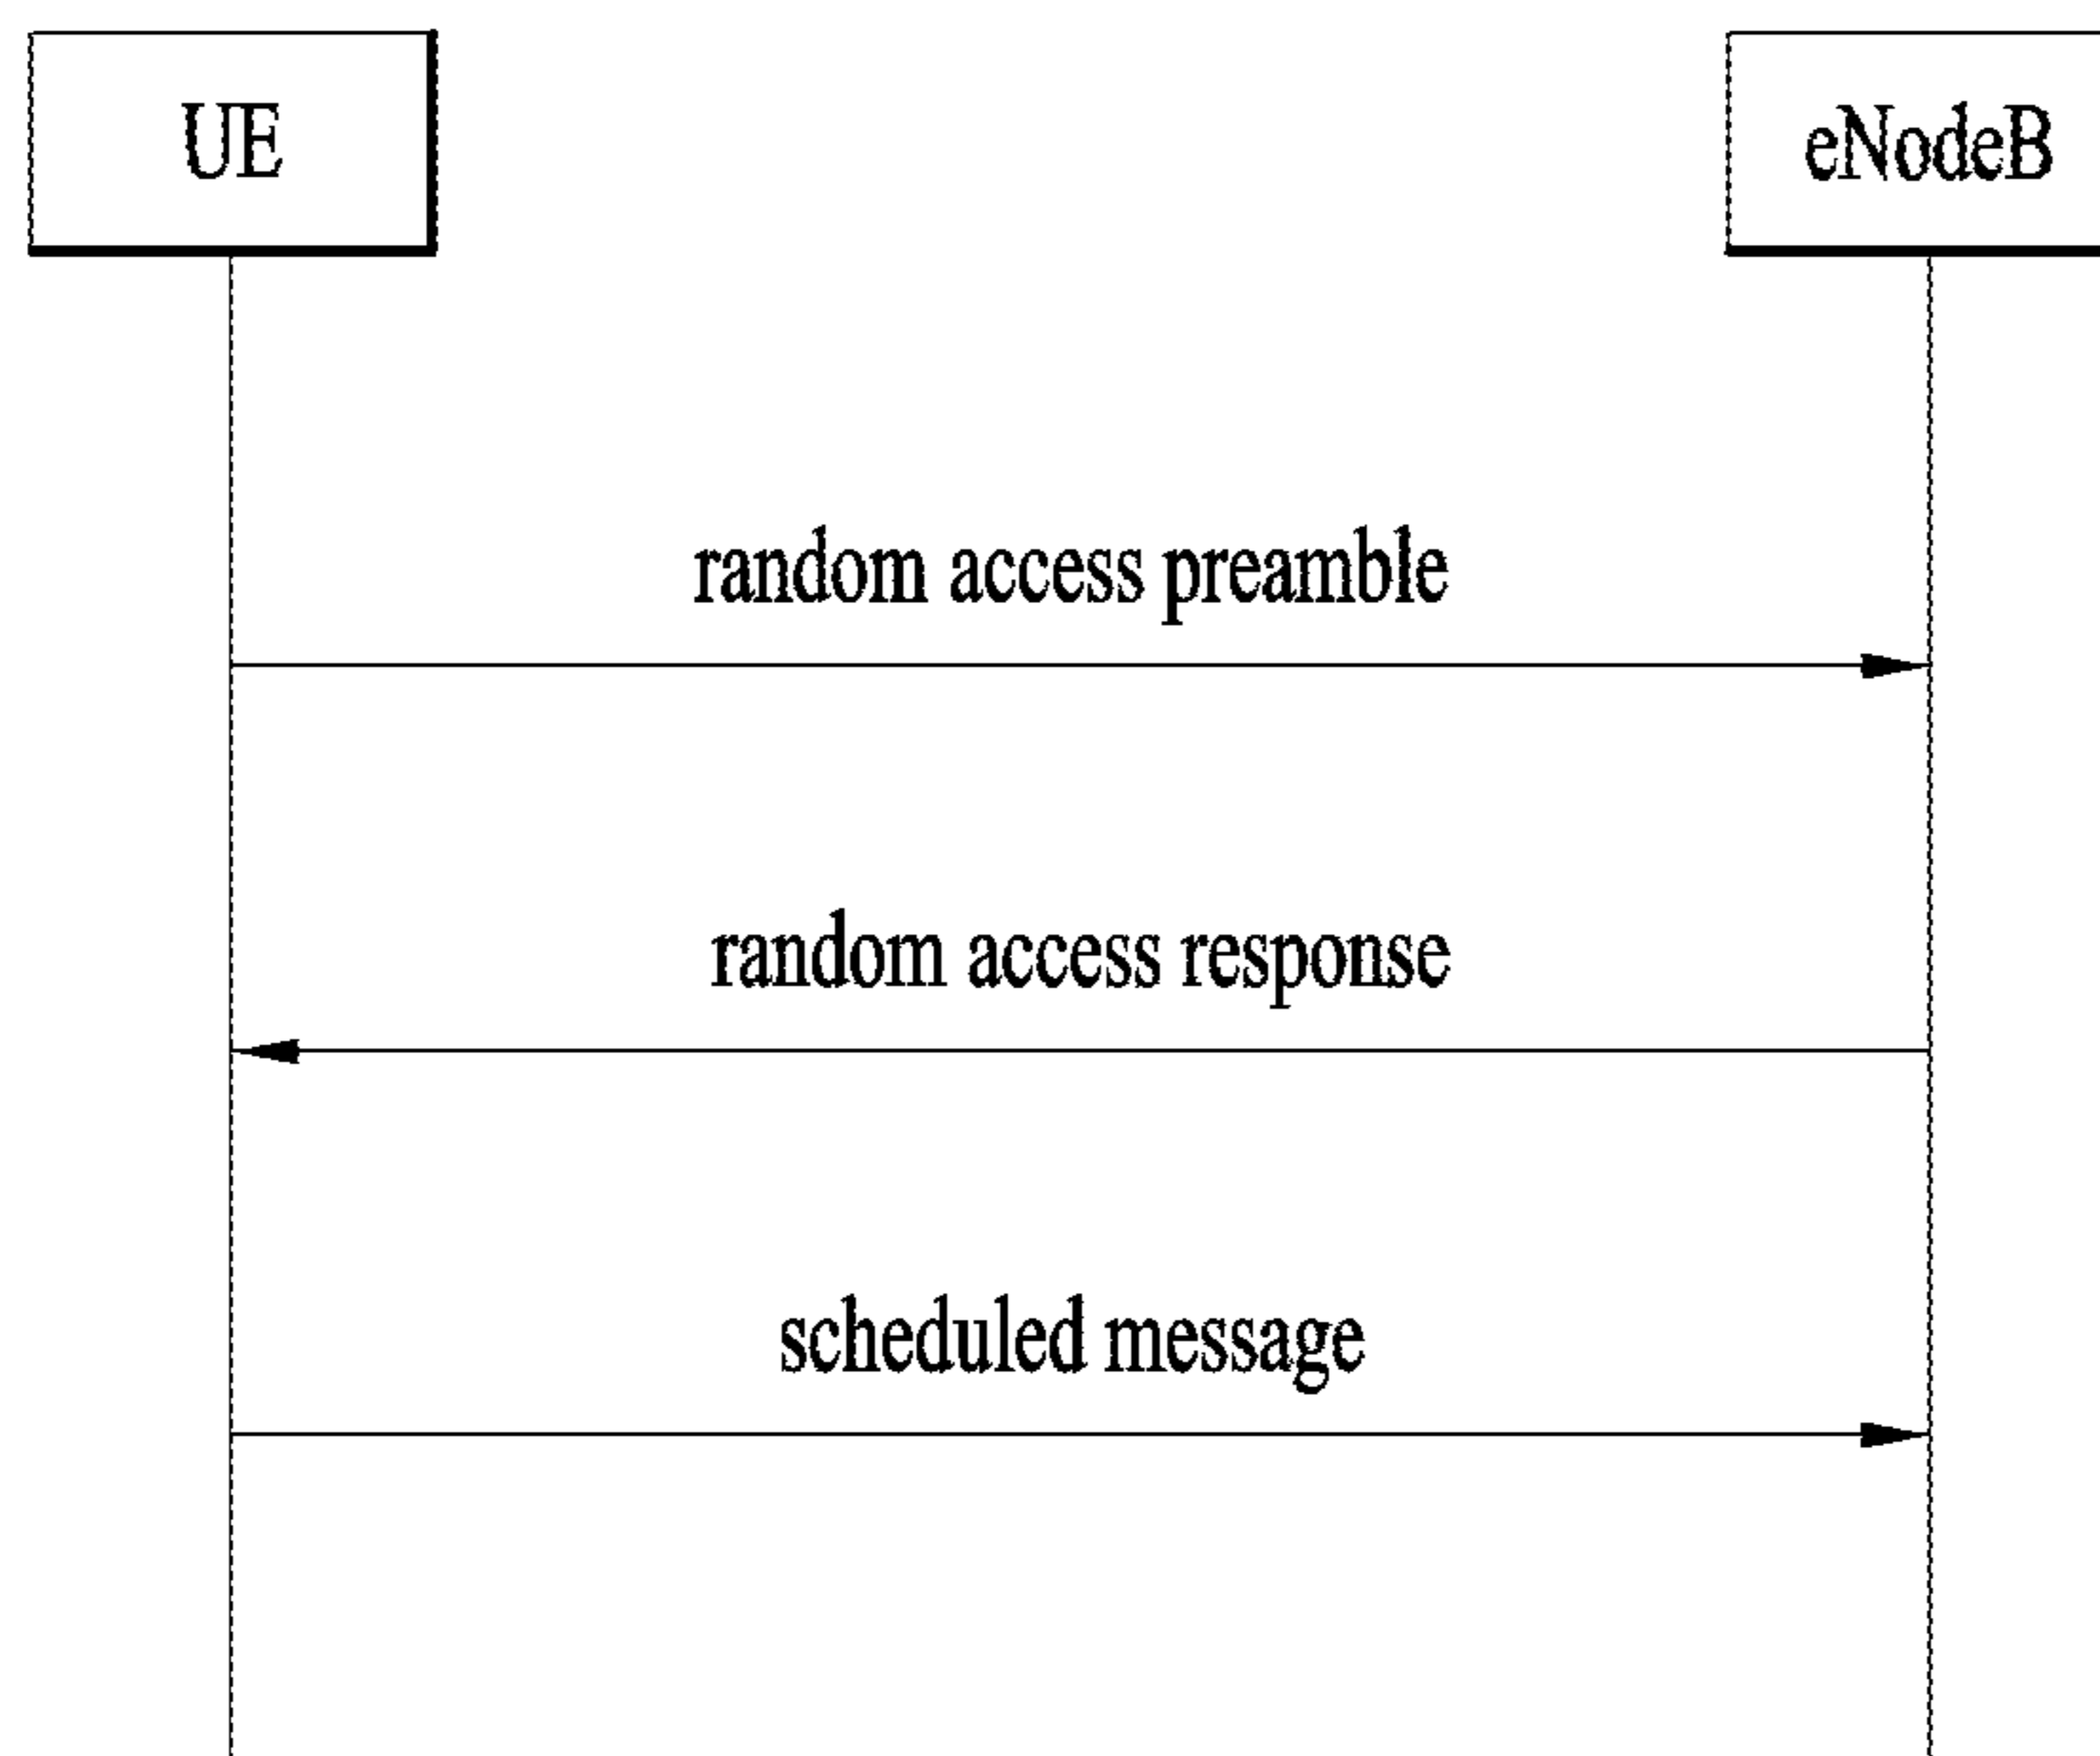 UE
eNodeB
random access preamble
random access response
scheduled message